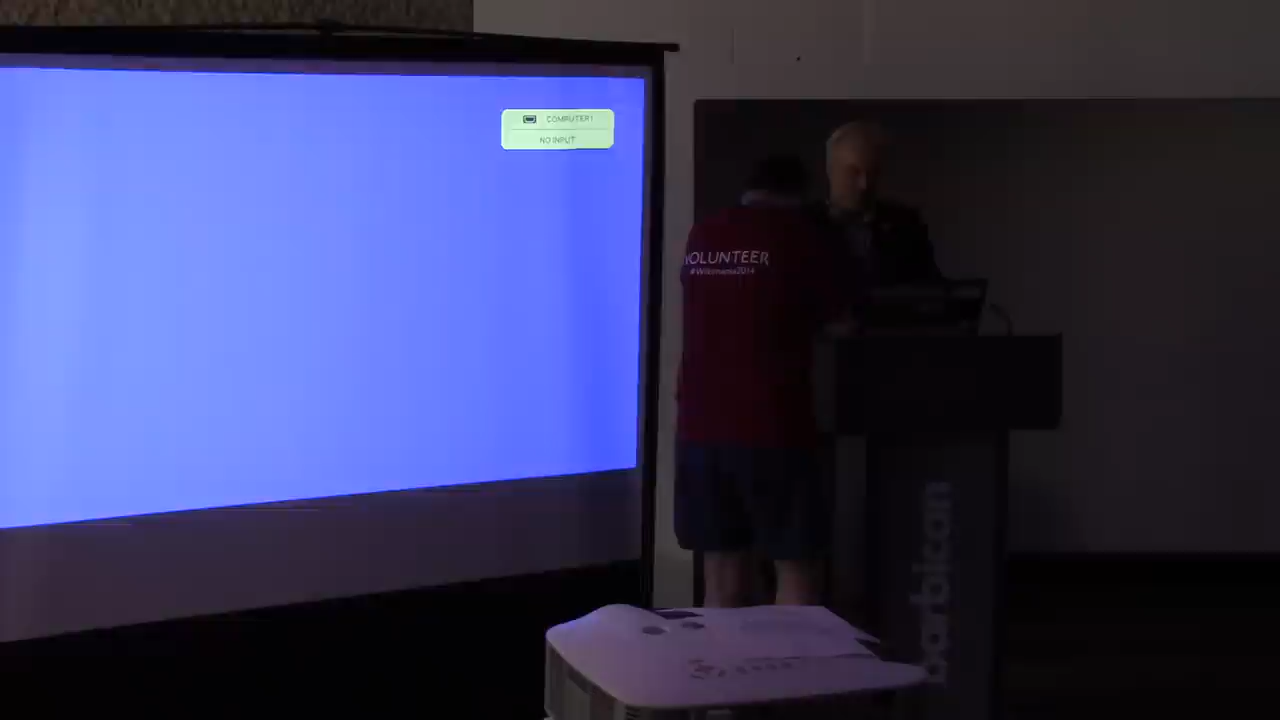 COMPUTER1
NO INPUT
VOLUNTEER
#Wikimania2014
barbican